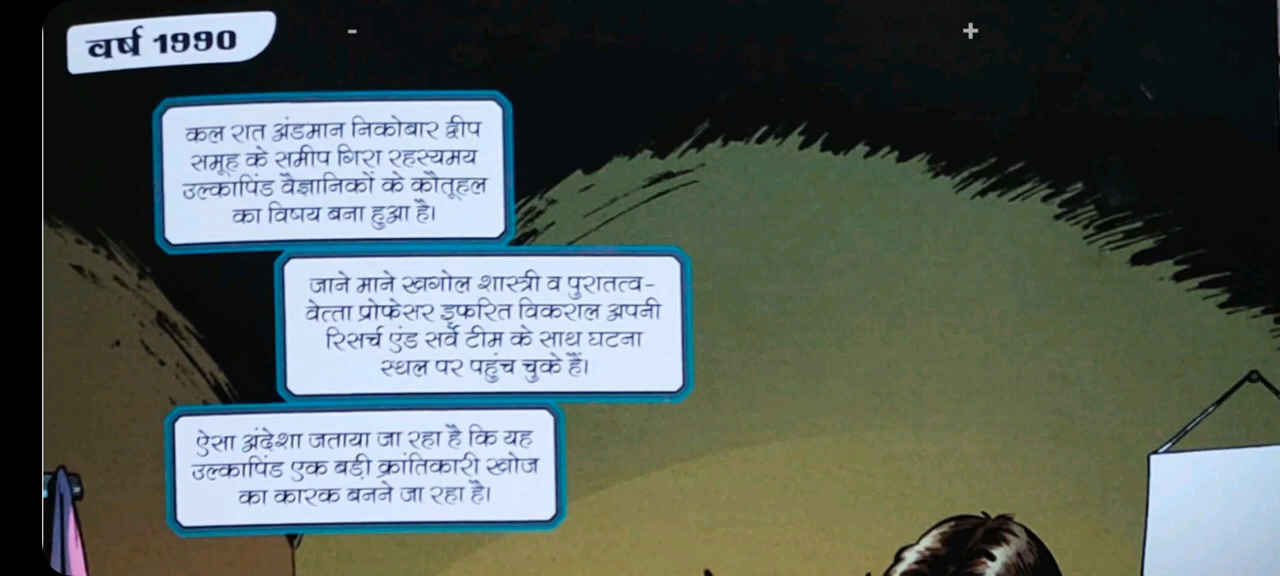 वर्ष 1990
कल रात अंडमान निकोबार द्वीप
समूह के समीप गिरा रहस्यमय
उल्कापिंड वैज्ञानिकों के कौतूहल
का विषय बना हुआ है।
जाने माने खगोल शास्त्री व पुरातत्व-
वेत्ता प्रोफेसर इफरित विकराल अपनी
रिसर्च एंड सर्वे टीम के साथ घटना
स्थल पर पहुंच चुके हैं।
ऐसा अंदेशा जताया जा रहा है कि यह
उल्कापिंड एक बड़ी क्रांतिकारी खोज
का कारक बनने जा रहा है।